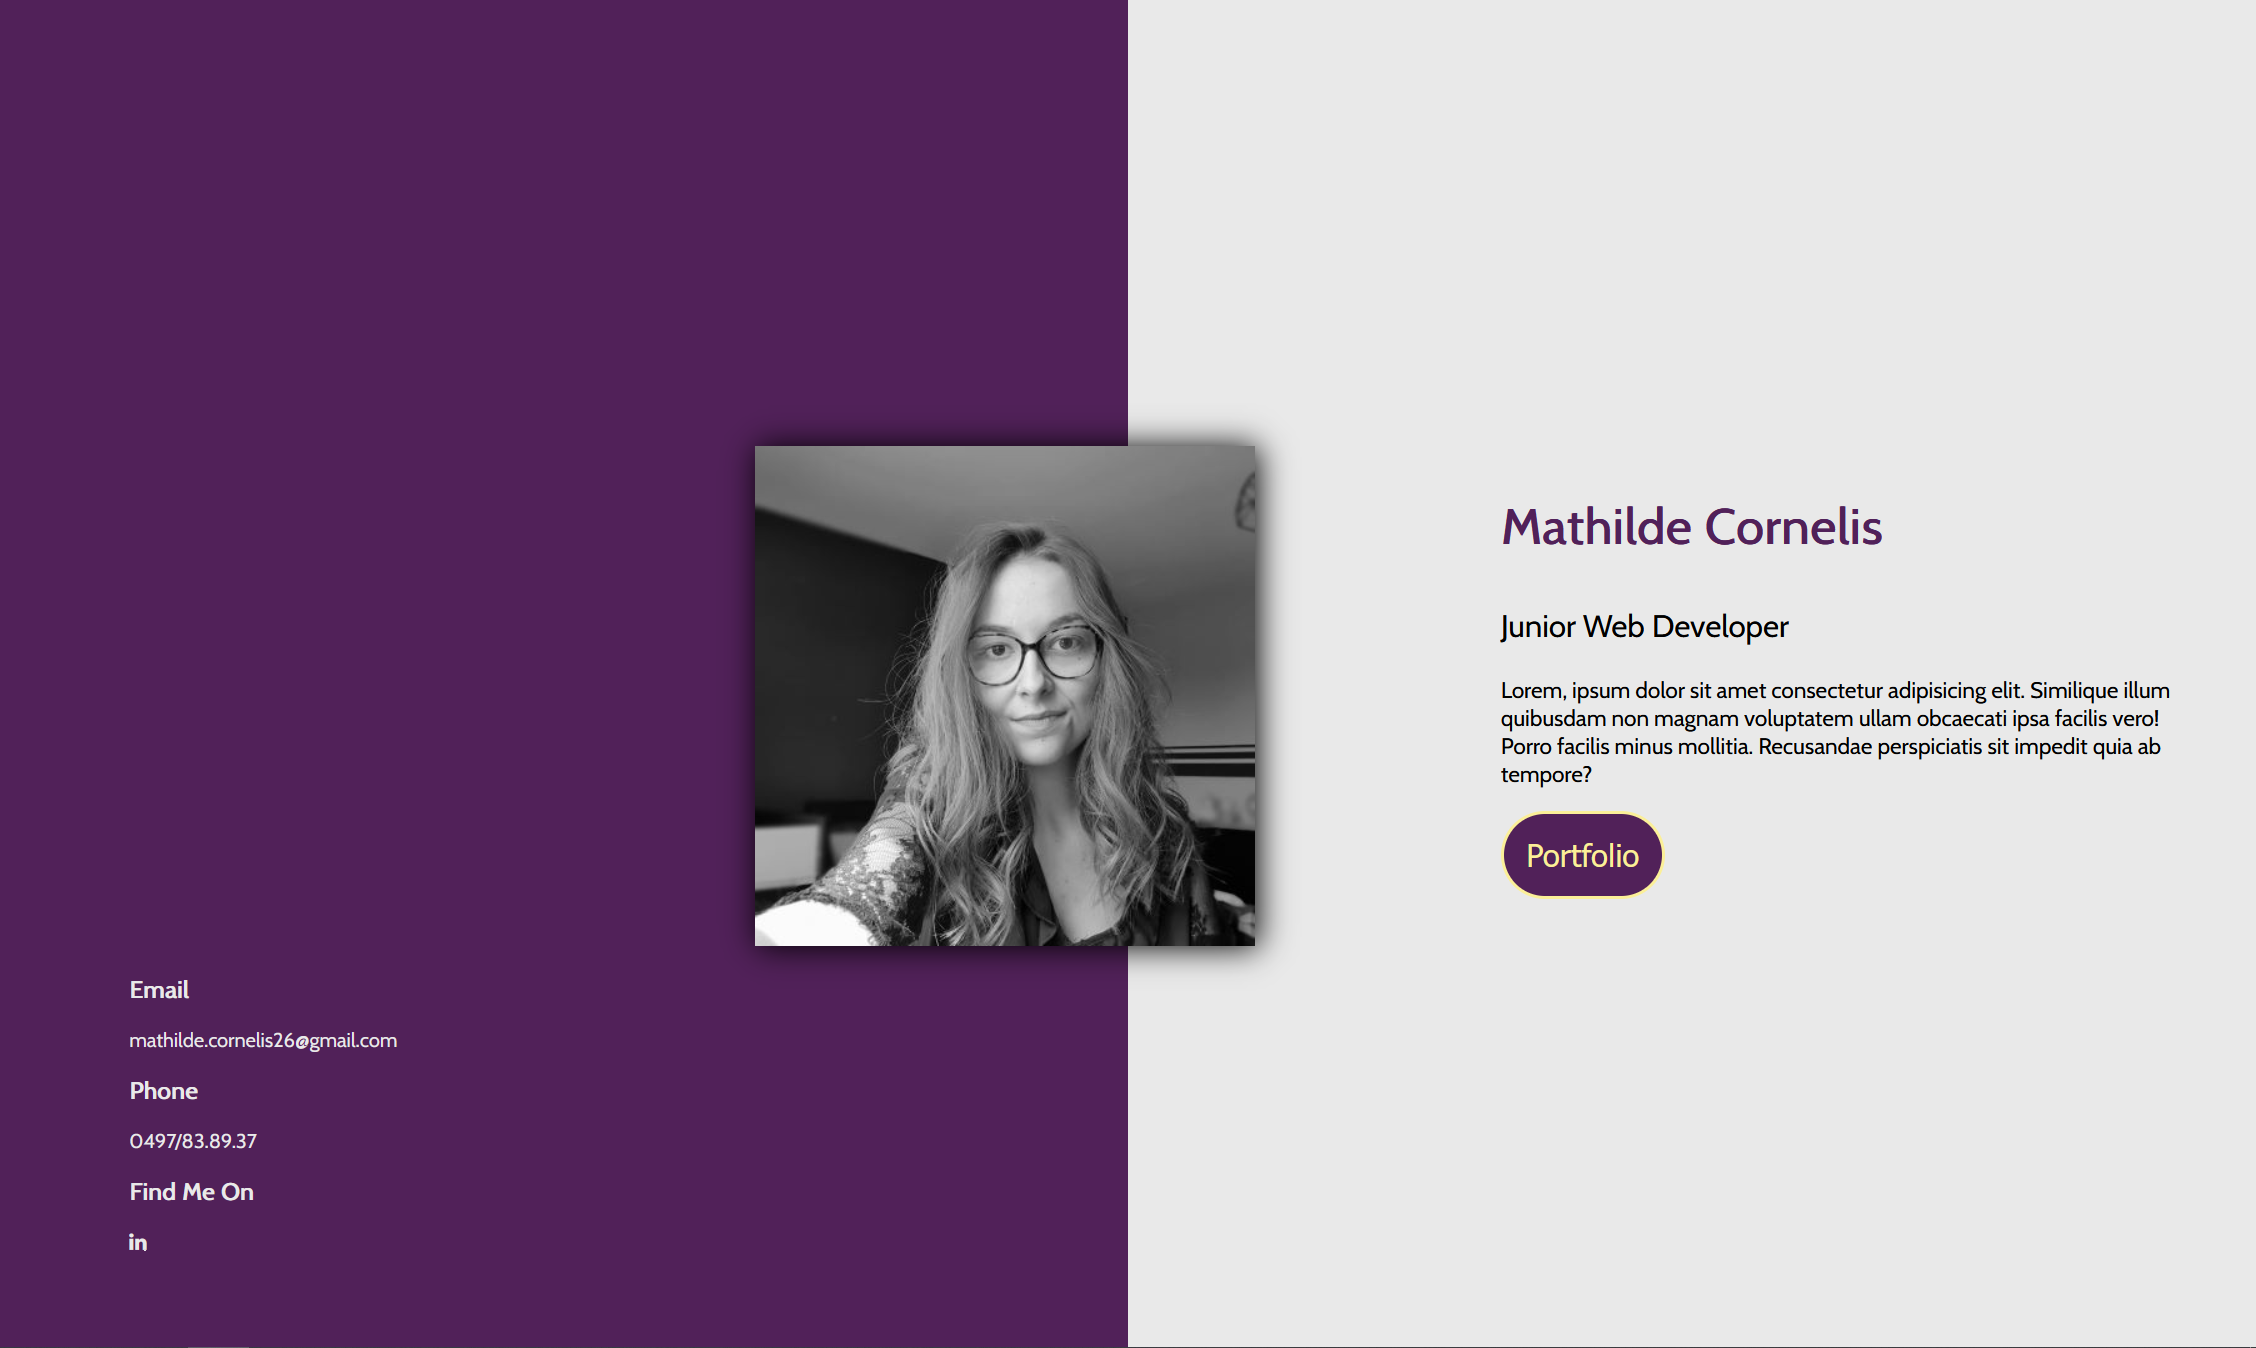 Mathilde Cornelis
Junior Web Developer
Lorem, ipsum dolor sit amet consectetur adipisicing elit. Similique illum
quibusdam non magnam voluptatem ullam obcaecati ipsa facilis vero!
Porro facilis minus mollitia. Recusandae perspiciatis sit impedit quia ab
tempore?
Portfolio
Email
mathilde.cornelis26@gmail.com
Phone
0497/83.89.37
Find Me On
in